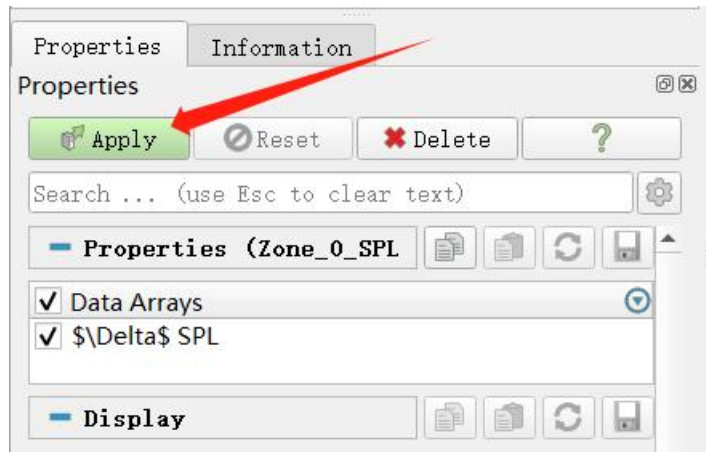 Properties Information
Properties
Apply Reset Delete ?
Search ... (use Esc to clear text)
Properties (Zone_0_SPL
Data Arrays
$\Delta$ SPL
Display